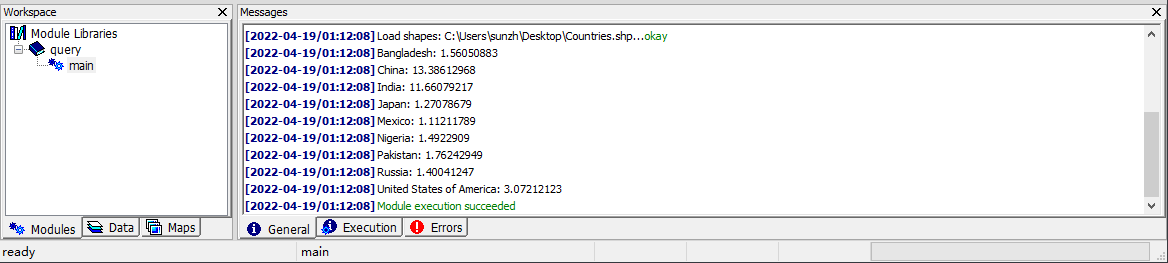 Workspace
Module Libraries
query
main
Modules
Data
Maps
Messages
[2022-04-19/01:12:08] Load shapes: C:\Users\sunzh\Desktop\Countries.shp...okay
[2022-04-19/01:12:08] Bangladesh: 1.56050883
[2022-04-19/01:12:08] China: 13.38612968
[2022-04-19/01:12:08] India: 11.66079217
[2022-04-19/01:12:08] Japan: 1.27078679
[2022-04-19/01:12:08] Mexico: 1.11211789
[2022-04-19/01:12:08] Nigeria: 1.4922909
[2022-04-19/01:12:08] Pakistan: 1.76242949
[2022-04-19/01:12:08] Russia: 1.40041247
[2022-04-19/01:12:08] United States of America: 3.07212123
[2022-04-19/01:12:08] Module execution succeeded
General
Execution
Errors
ready
main